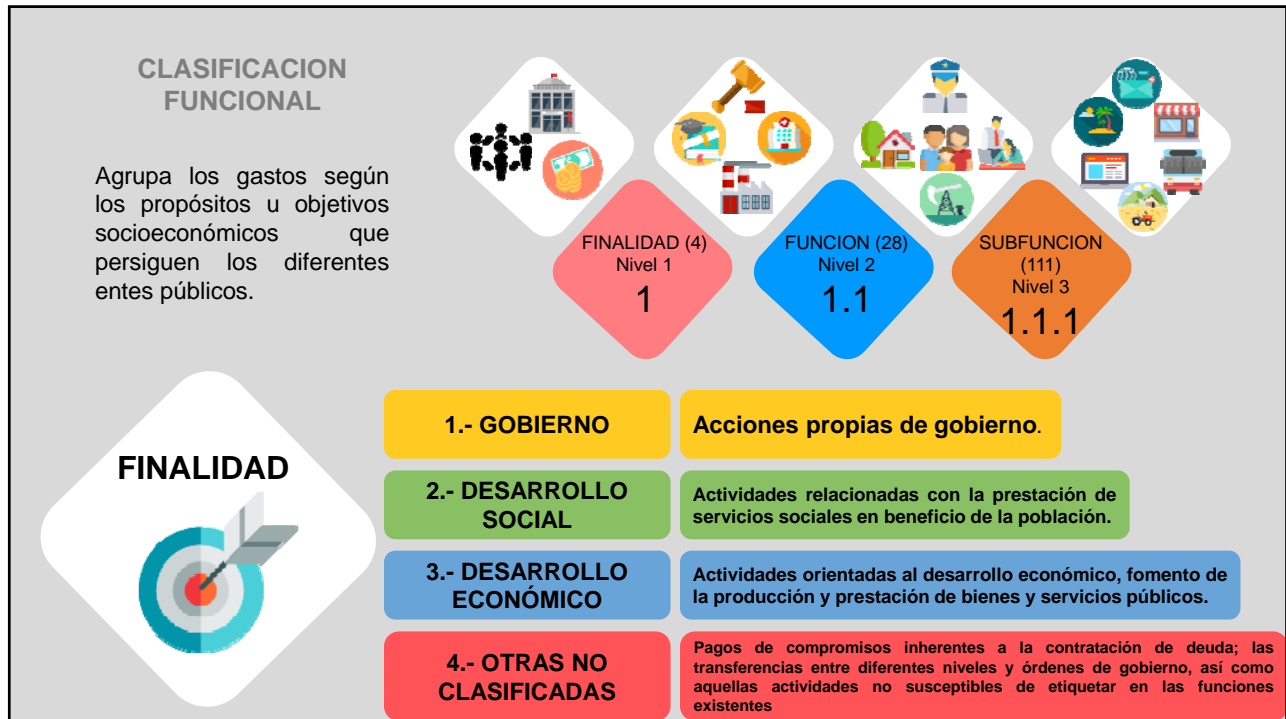 CLASIFICACION
FUNCIONAL
Agrupa los gastos según
los propósitos u objetivos
socioeconómicos que
persiguen los diferentes
entes públicos.
FINALIDAD (4)
Nivel 1
1
FUNCION (28)
Nivel 2
1.1
SUBFUNCION
(111)
Nivel 3
1.1.1
FINALIDAD
1.- GOBIERNO
Acciones propias de gobierno.
2.- DESARROLLO
SOCIAL
Actividades relacionadas con la prestación de
servicios sociales en beneficio de la población.
3.- DESARROLLO
ECONÓMICO
Actividades orientadas al desarrollo económico, fomento de
la producción y prestación de bienes y servicios públicos.
4.- OTRAS NO
CLASIFICADAS
Pagos de compromisos inherentes a la contratación de deuda; las
transferencias entre diferentes niveles y órdenes de gobierno, así como
aquellas actividades no susceptibles de etiquetar en las funciones
existentes